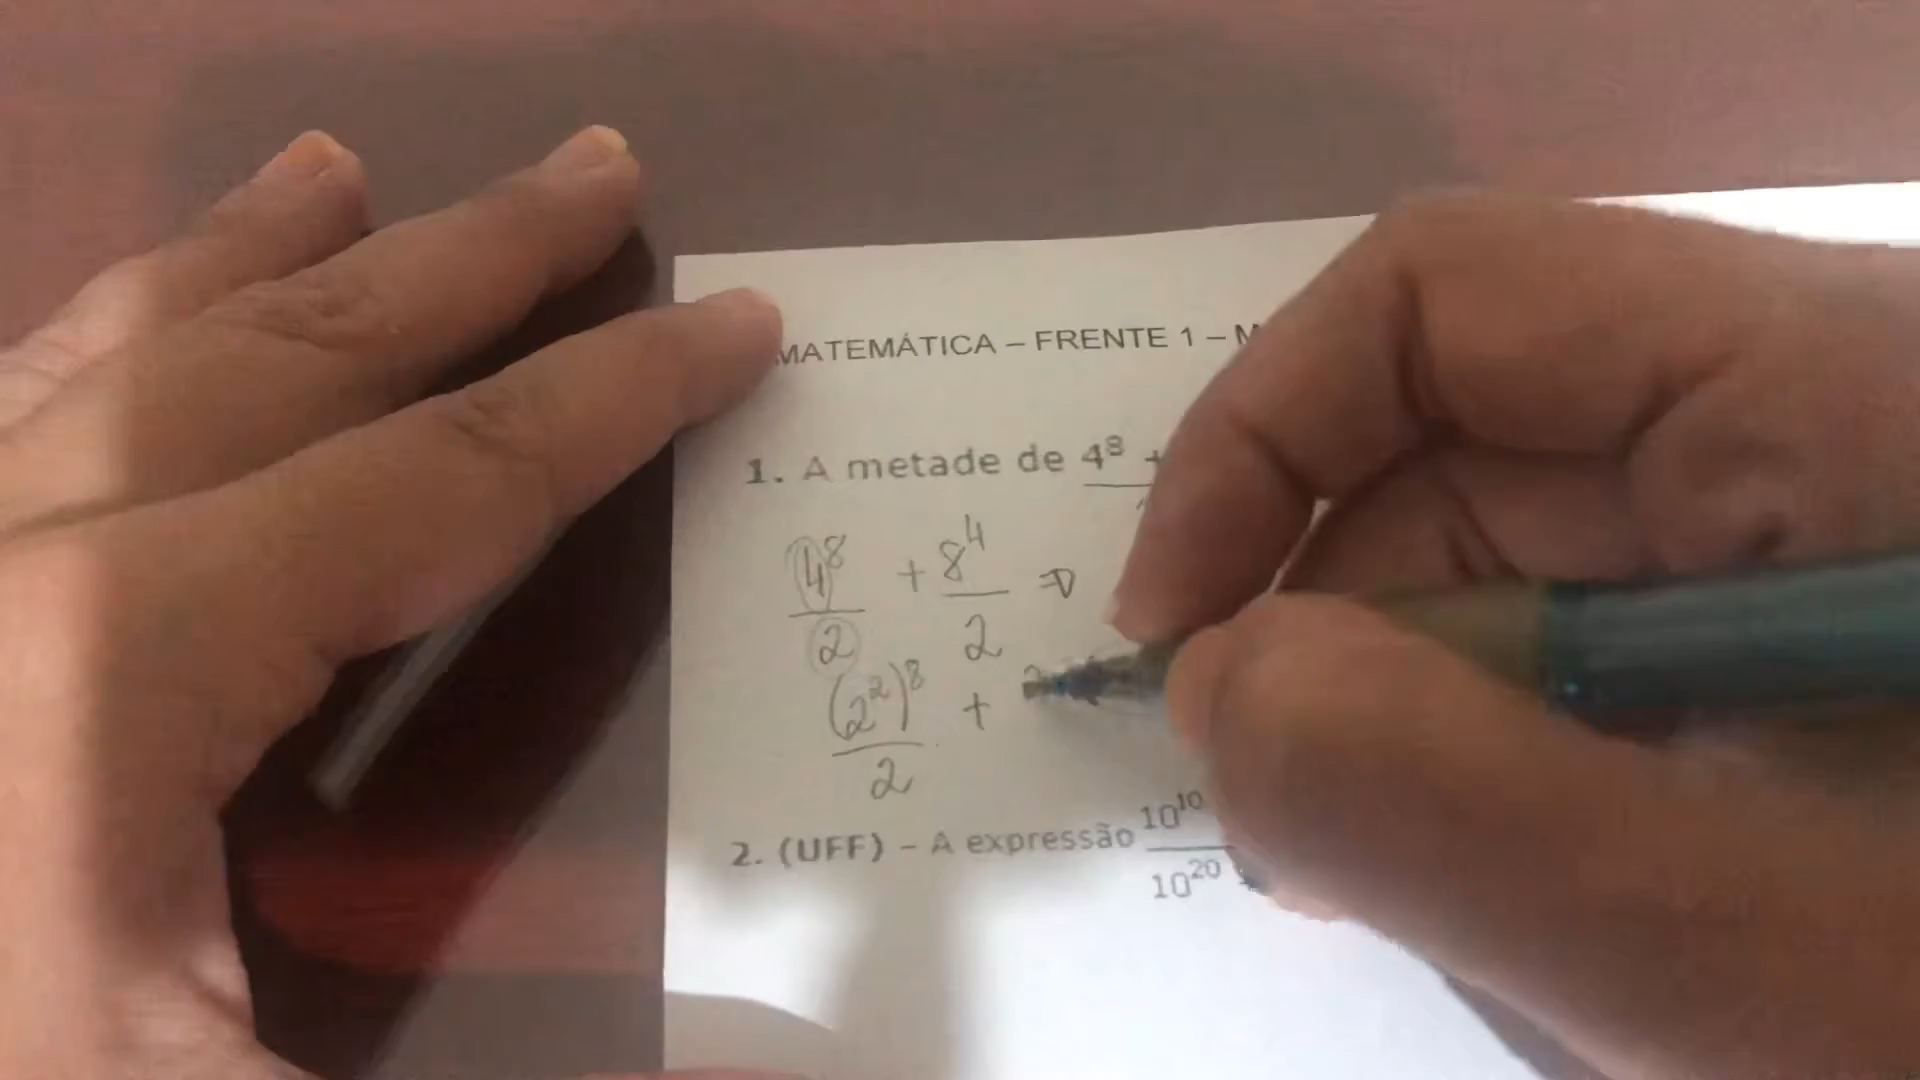 MATEMÁTICA – FRENTE 1 –
1. A metade de 4⁸ +
4⁸/2 + 8⁴/2 ⇒
(2²)⁸/2 +
2. (UFF) – A expressão 10¹⁰/10²⁰